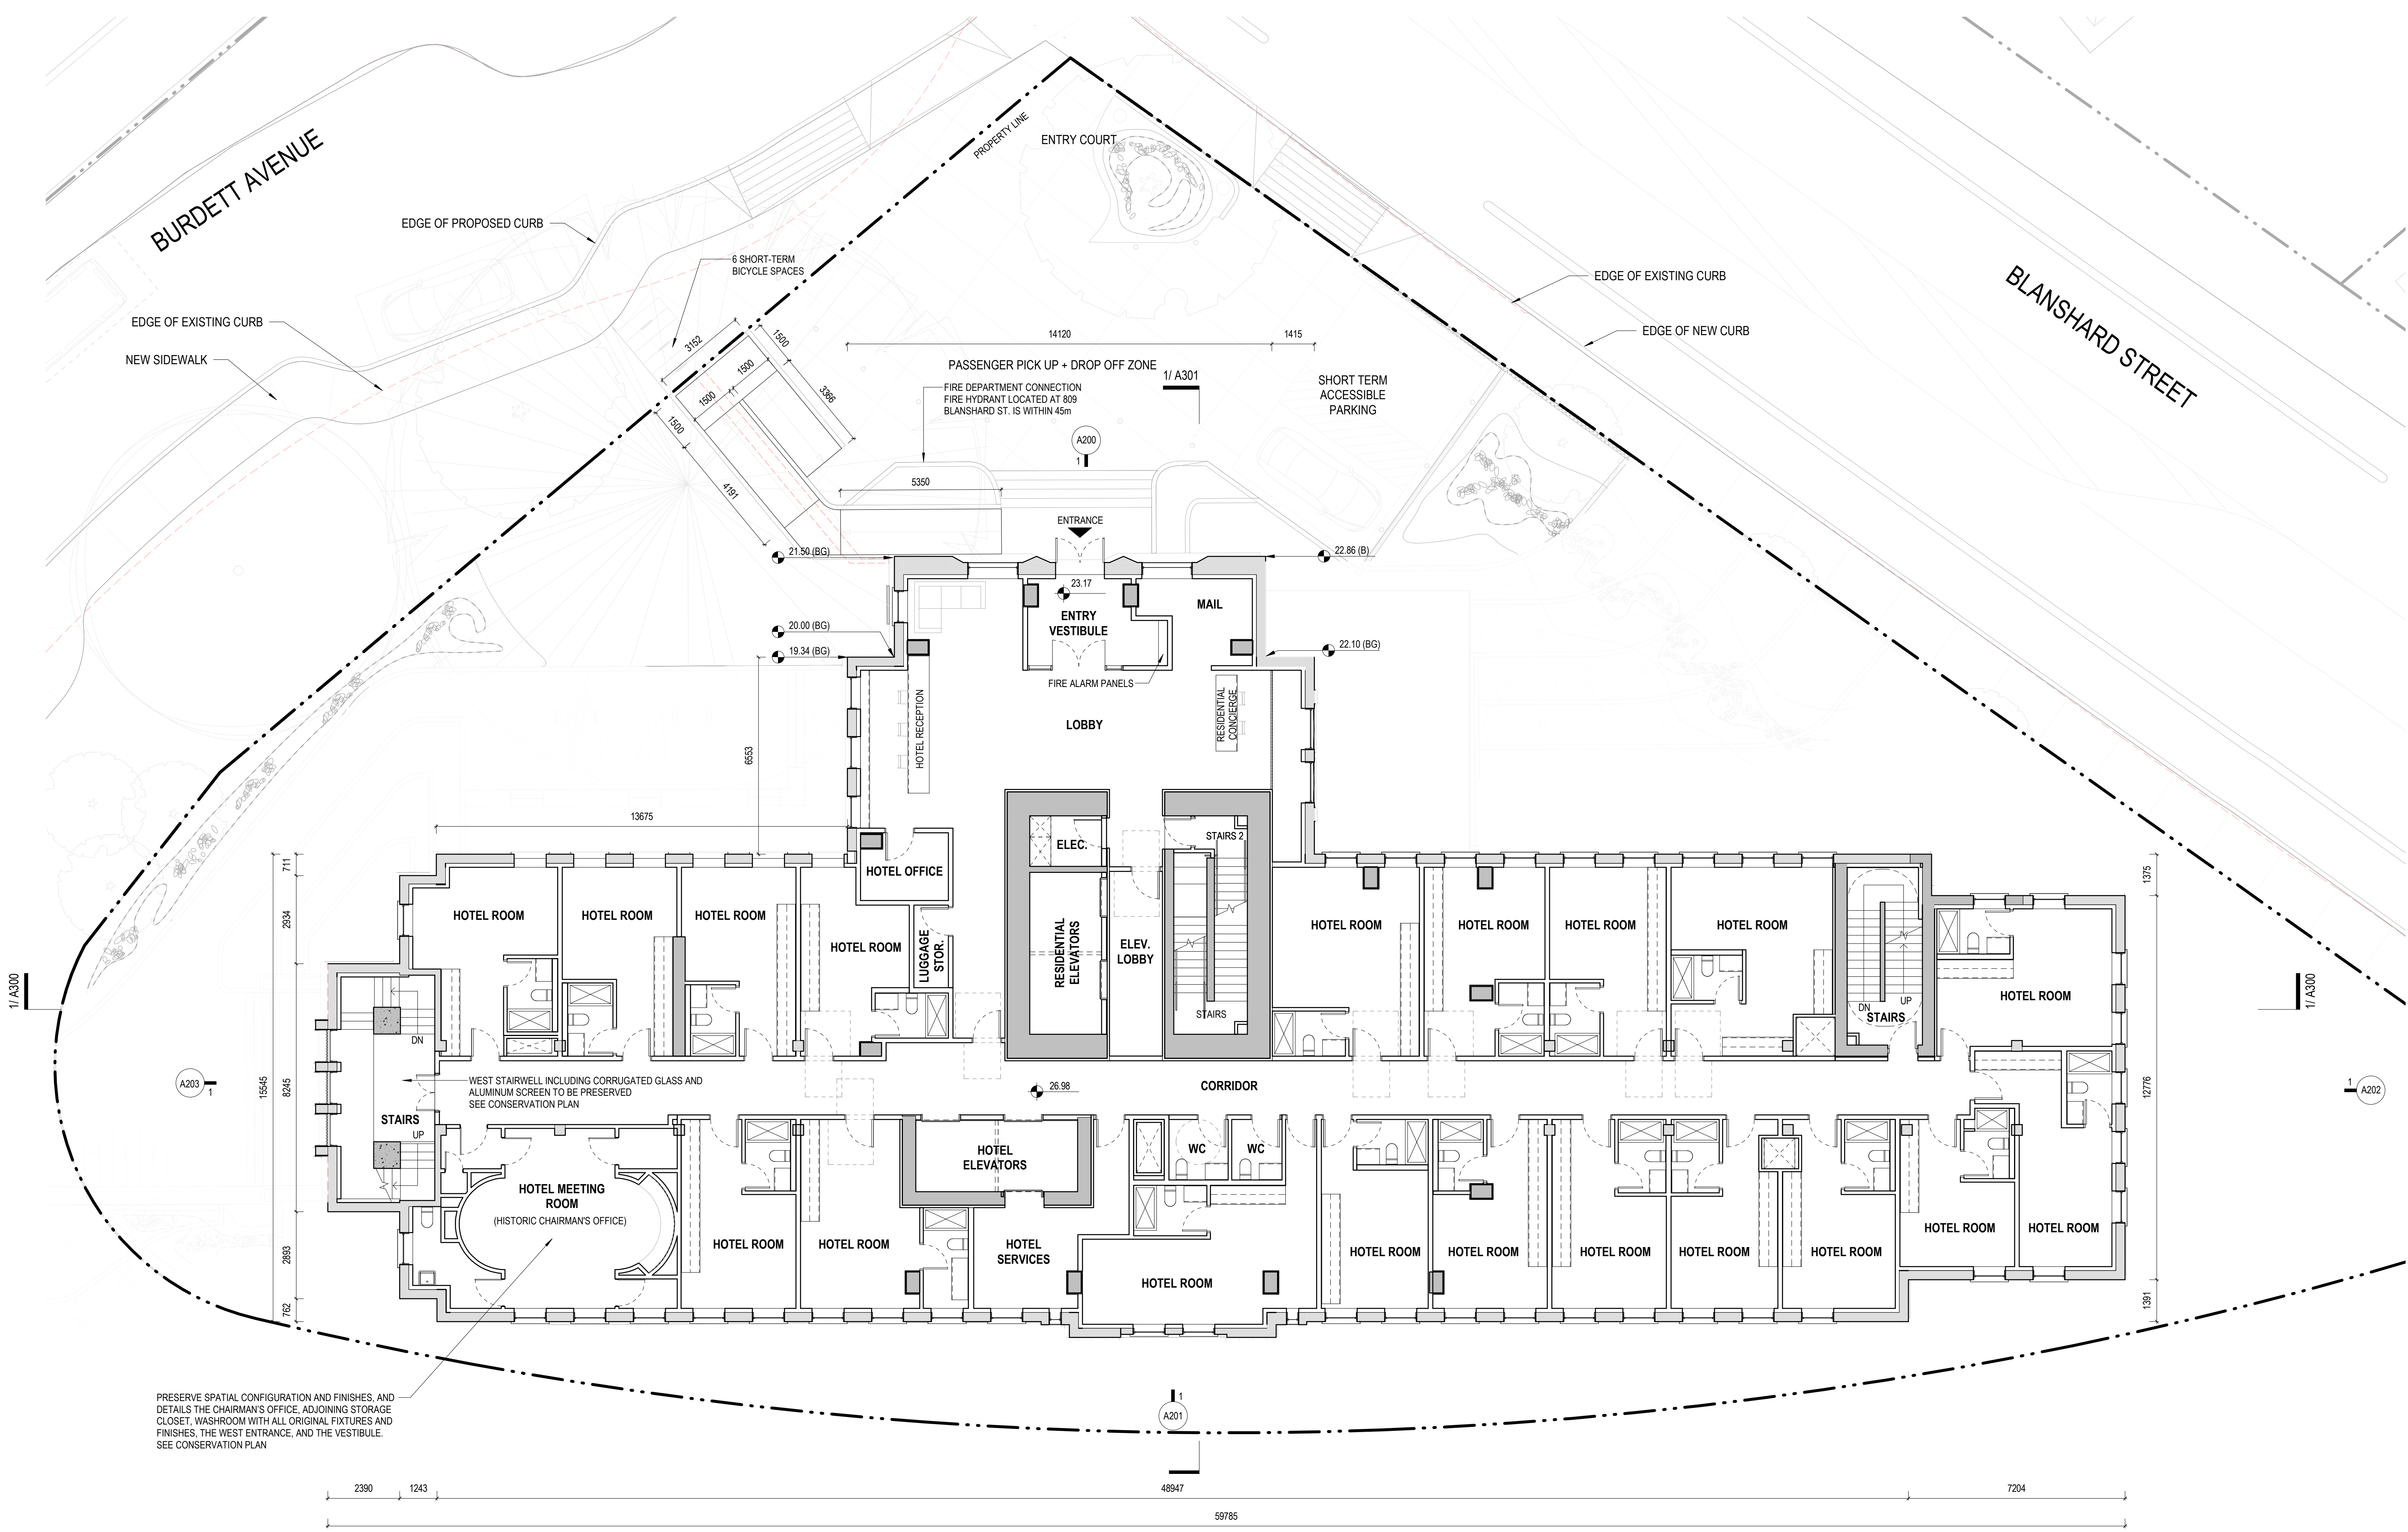 BURDETT AVENUE
BLANSHARD STREET
PROPERTY LINE
ENTRY COURT
EDGE OF PROPOSED CURB
6 SHORT-TERM
BICYCLE SPACES
EDGE OF EXISTING CURB
NEW SIDEWALK
EDGE OF EXISTING CURB
EDGE OF NEW CURB
3152
1500
1500
1500
1500
3366
4191
14120
1415
PASSENGER PICK UP + DROP OFF ZONE
1/ A301
FIRE DEPARTMENT CONNECTION
FIRE HYDRANT LOCATED AT 809
BLANSHARD ST. IS WITHIN 45m
SHORT TERM
ACCESSIBLE
PARKING
A200
1
5350
ENTRANCE
21.50 (BG)
22.86 (B)
23.17
ENTRY
VESTIBULE
MAIL
20.00 (BG)
19.34 (BG)
22.10 (BG)
FIRE ALARM PANELS
HOTEL RECEPTION
LOBBY
RESIDENTIAL
CONCIERGE
6553
13675
ELEC.
STAIRS 2
HOTEL OFFICE
711
2934
15545
8245
2893
762
1375
12776
1391
HOTEL ROOM
HOTEL ROOM
HOTEL ROOM
HOTEL ROOM
LUGGAGE
STOR.
RESIDENTIAL
ELEVATORS
ELEV.
LOBBY
STAIRS
HOTEL ROOM
HOTEL ROOM
HOTEL ROOM
HOTEL ROOM
DN
UP
STAIRS
HOTEL ROOM
1/ A300
1/ A300
DN
A203
1
WEST STAIRWELL INCLUDING CORRUGATED GLASS AND
ALUMINUM SCREEN TO BE PRESERVED
SEE CONSERVATION PLAN
STAIRS
UP
26.98
CORRIDOR
1
A202
HOTEL
ELEVATORS
WC
WC
HOTEL MEETING
ROOM
(HISTORIC CHAIRMAN'S OFFICE)
HOTEL ROOM
HOTEL ROOM
HOTEL
SERVICES
HOTEL ROOM
HOTEL ROOM
HOTEL ROOM
HOTEL ROOM
HOTEL ROOM
HOTEL ROOM
HOTEL ROOM
HOTEL ROOM
PRESERVE SPATIAL CONFIGURATION AND FINISHES, AND
DETAILS THE CHAIRMAN'S OFFICE, ADJOINING STORAGE
CLOSET, WASHROOM WITH ALL ORIGINAL FIXTURES AND
FINISHES, THE WEST ENTRANCE, AND THE VESTIBULE.
SEE CONSERVATION PLAN
1
A201
2390
1243
48947
7204
59785